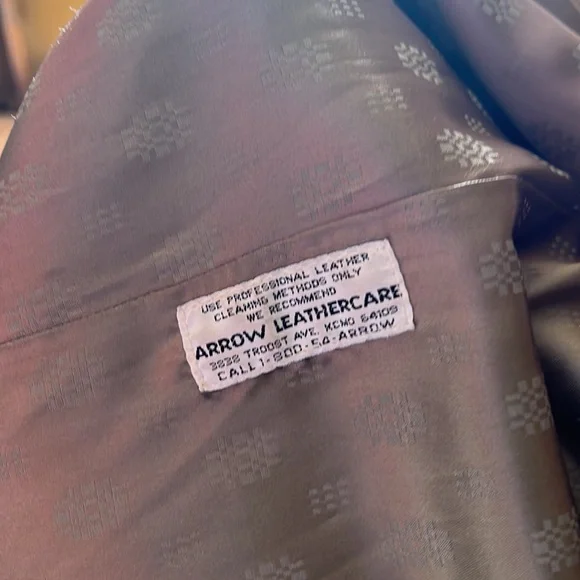 USE PROFESSIONAL LEATHER
CLEANING METHODS ONLY
WE RECOMMEND
ARROW LEATHERCARE
3838 TROOST AVE. KCMO 64109
CALL 1-800-54-ARROW